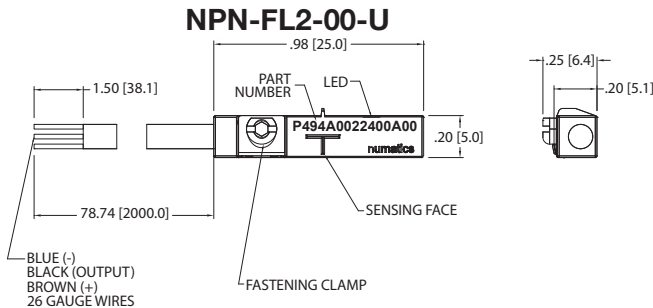 NPN-FL2-00-U
.98 [25.0]
.25 [6.4]
1.50 [38.1]
PART
NUMBER
LED
.20 [5.1]
P494A0022400A00
numatics
.20 [5.0]
78.74 [2000.0]
SENSING FACE
BLUE (-)
BLACK (OUTPUT)
BROWN (+)
26 GAUGE WIRES
FASTENING CLAMP